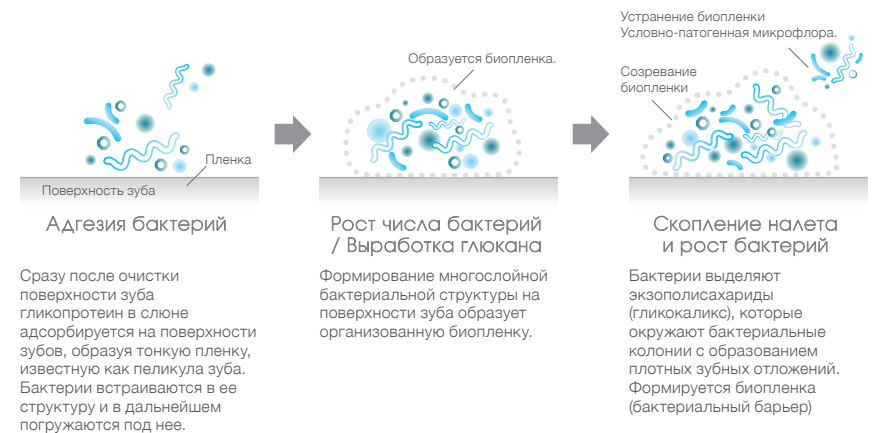 Пленка
Поверхность зуба
Адгезия бактерий
Сразу после очистки
поверхности зуба
гликопротеин в слюне
адсорбируется на поверхности
зубов, образуя тонкую пленку,
известную как пеликула зуба.
Бактерии встраиваются в ее
структуру и в дальнейшем
погружаются под нее.
Образуется биопленка.
Рост числа бактерий
/ Выработка глюкана
Формирование многослойной
бактериальной структуры на
поверхности зуба образует
организованную биопленку.
Устранение биопленки
Условно-патогенная микрофлора.
Созревание
биопленки
Скопление налета
и рост бактерий
Бактерии выделяют
экзополисахариды
(гликокаликс), которые
окружают бактериальные
колонии с образованием
плотных зубных отложений.
Формируется биопленка
(бактериальный барьер)